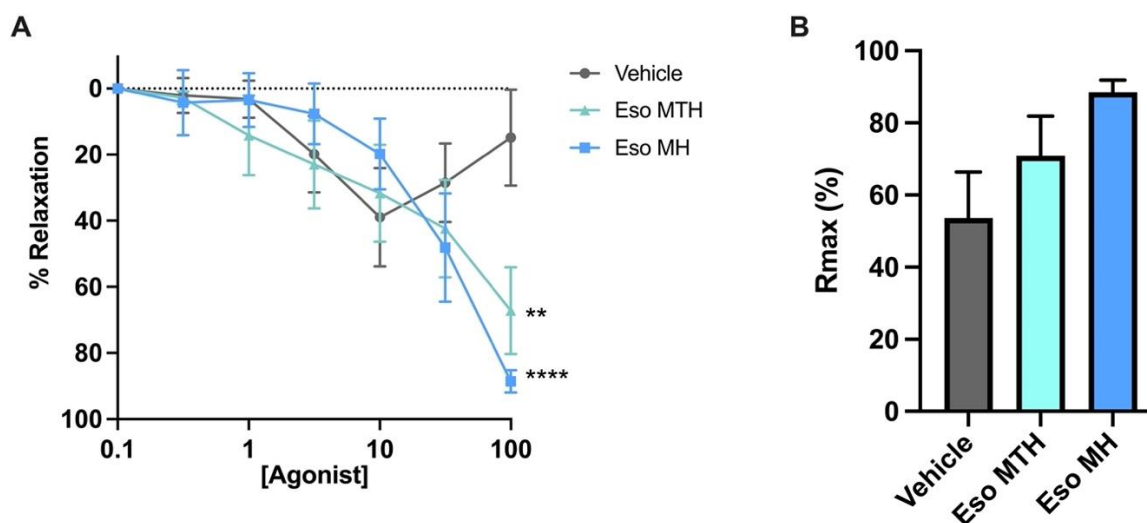 A
0
20
40
60
80
100
% Relaxation
0.1
1
10
100
[Agonist]
**
****
Vehicle
Eso MTH
Eso MH
B
100
80
60
40
20
0
Rmax (%)
Vehicle
Eso MTH
Eso MH